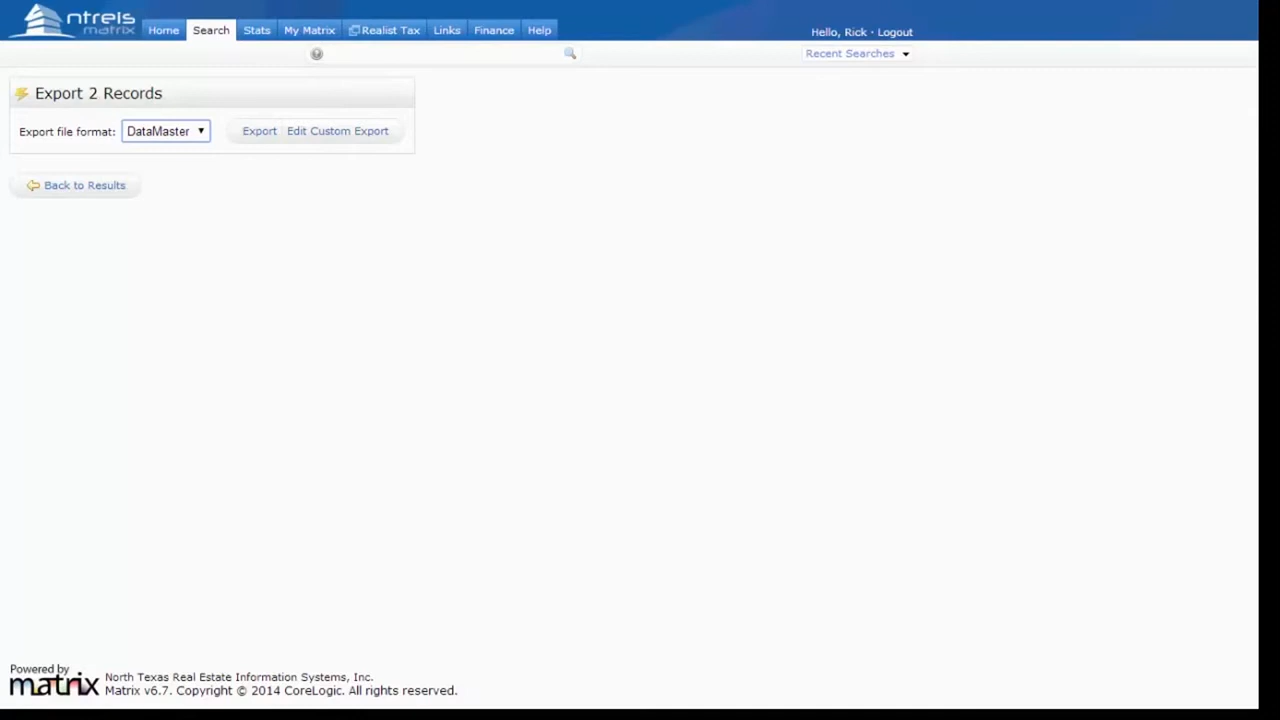 ntreis
matrix
Home Search Stats My Matrix Realist Tax Links Finance Help
Hello, Rick · Logout
Recent Searches
Export 2 Records
Export file format: DataMaster Export Edit Custom Export
Back to Results
Powered by
matrix
North Texas Real Estate Information Systems, Inc.
Matrix v6.7. Copyright © 2014 CoreLogic. All rights reserved.